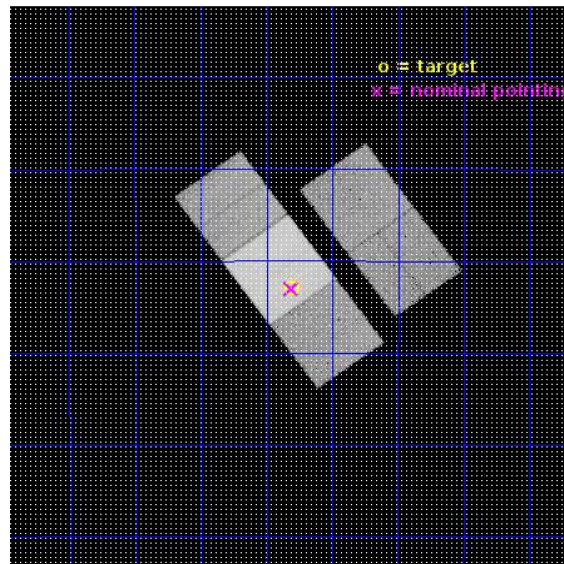 o = target
x = nominal pointing